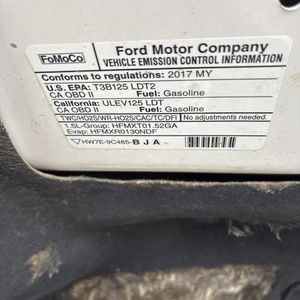 FoMoCo
Ford Motor Company
VEHICLE EMISSION CONTROL INFORMATION
Conforms to regulations: 2017 MY
U.S. EPA: T3B125 LDT2
CA OBD II Fuel: Gasoline
California: ULEV125 LDT
CA OBD II Fuel: Gasoline
TWC/HO2S/WR-HO2S/CAC/TC/DFI No adjustments needed.
1.5L-Group: HFMXT01.52GA
Evap: HFMXR0130NDF
HW7E-9C485-BJA